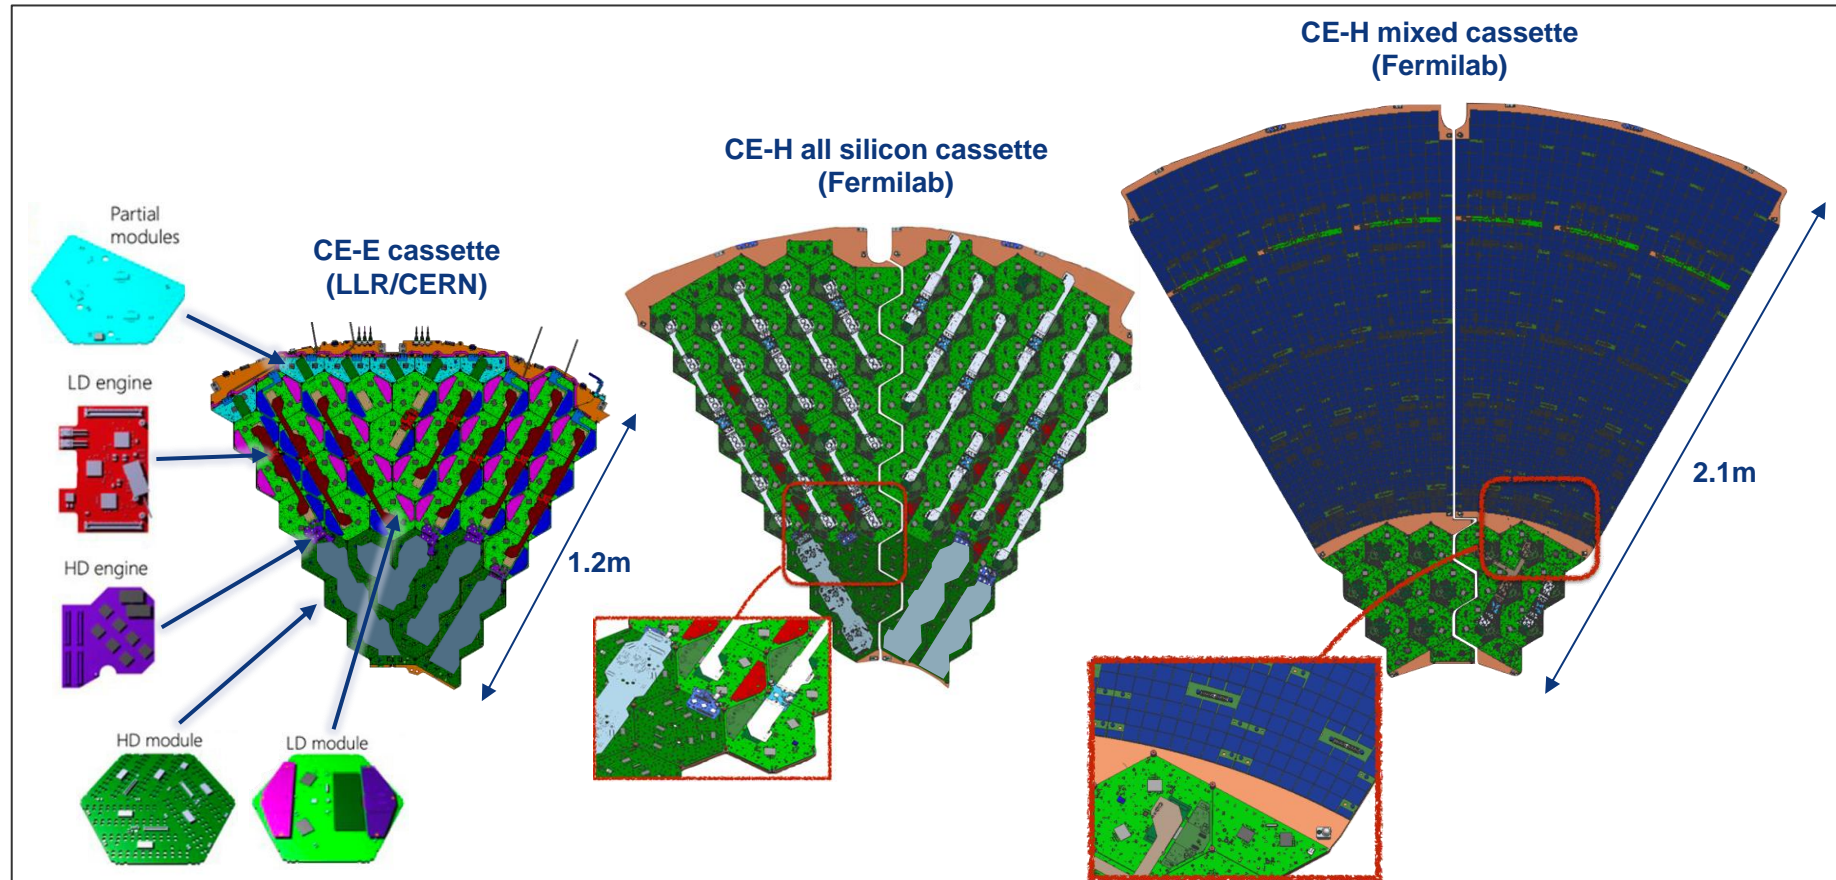 CE-H mixed cassette
(Fermilab)
CE-H all silicon cassette
(Fermilab)
Partial
modules
CE-E cassette
(LLR/CERN)
LD engine
2.1m
1.2m
HD engine
HD module
LD module